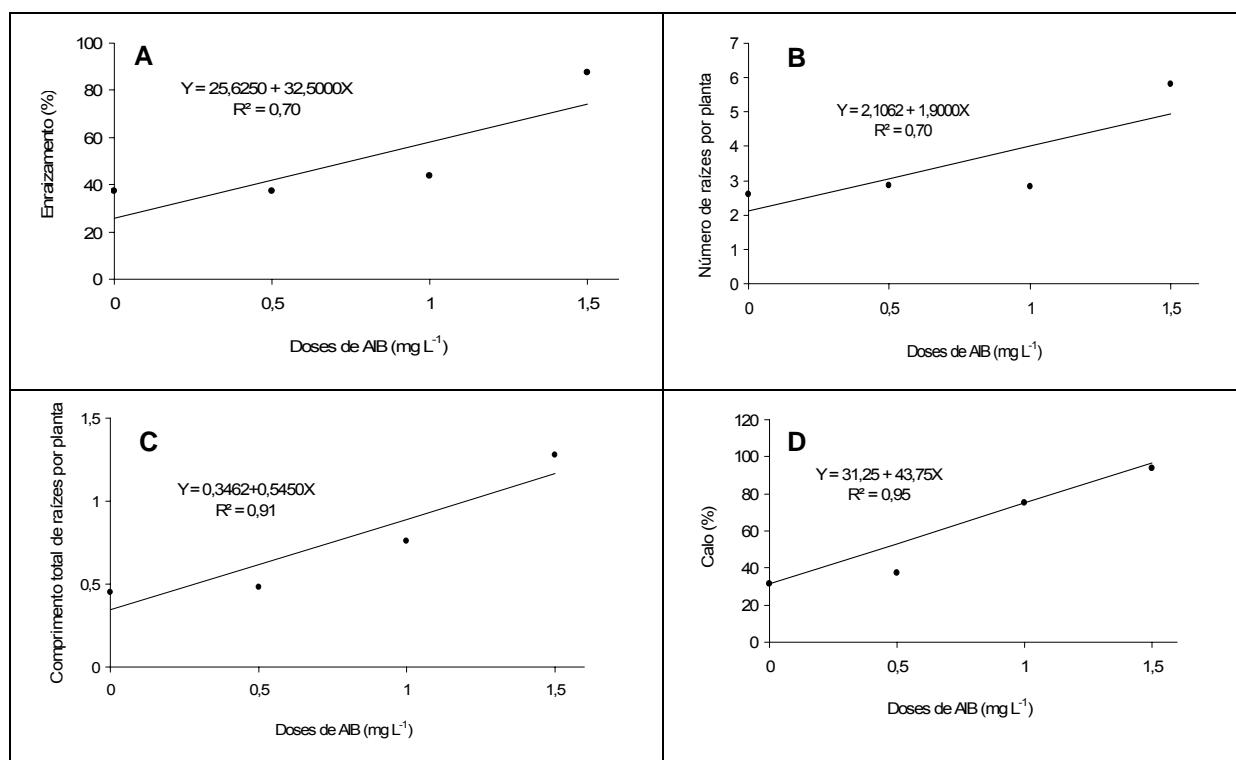 A
Y = 25,6250 + 32,5000X
R² = 0,70
Enraizamento (%)
100
80
60
40
20
0
0 0,5 1 1,5
Doses de AIB (mg L⁻¹)
B
Y = 2,1062 + 1,9000X
R² = 0,70
Número de raízes por planta
7
6
5
4
3
2
1
0
0 0,5 1 1,5
Doses de AIB (mg L⁻¹)
C
Y = 0,3462+0,5450X
R² = 0,91
Comprimento total de raízes por planta
1,5
1
0,5
0
0 0,5 1 1,5
Doses de AIB (mg L⁻¹)
D
Y = 31,25 + 43,75X
R² = 0,95
Calo (%)
120
100
80
60
40
20
0
0 0,5 1 1,5
Doses de AIB (mg L⁻¹)